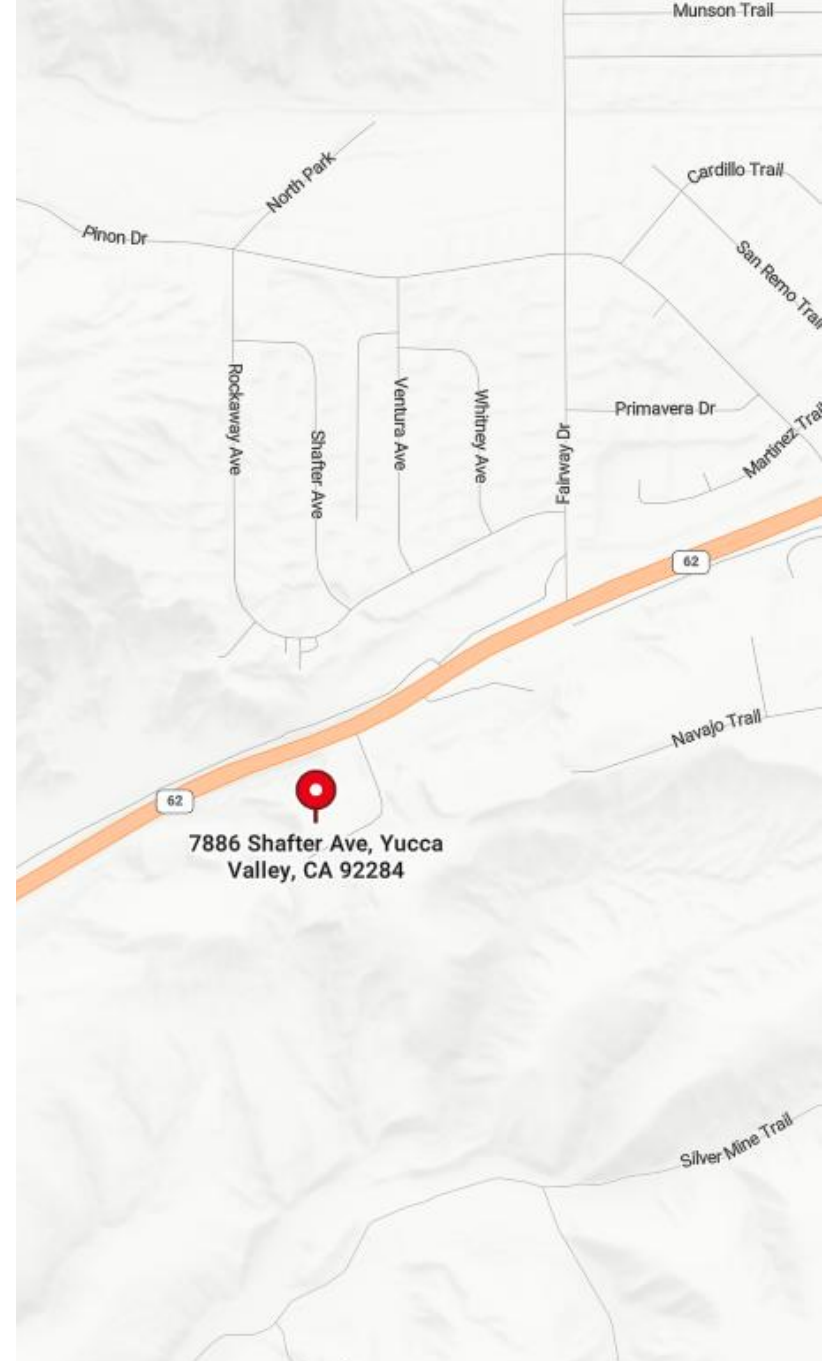 Munson Trail
Cardillo Trail
North Park
Pinon Dr
San Remo Trail
Rockaway Ave
Shafter Ave
Ventura Ave
Whitney Ave
Primavera Dr
Fairway Dr
Martinez Trail
62
Navajo Trail
62
7886 Shafter Ave, Yucca
Valley, CA 92284
Silver Mine Trail